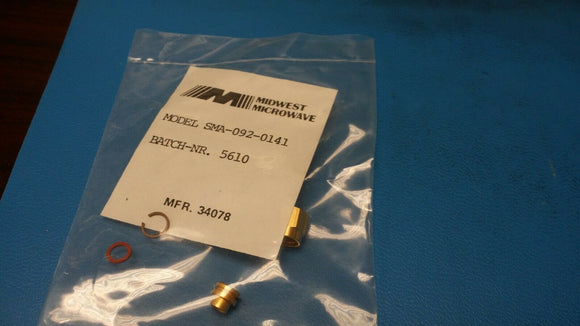 MIDWEST
MICROWAVE
MODEL SMA-092-0141
BATCH-NR. 5610
MFR. 34078